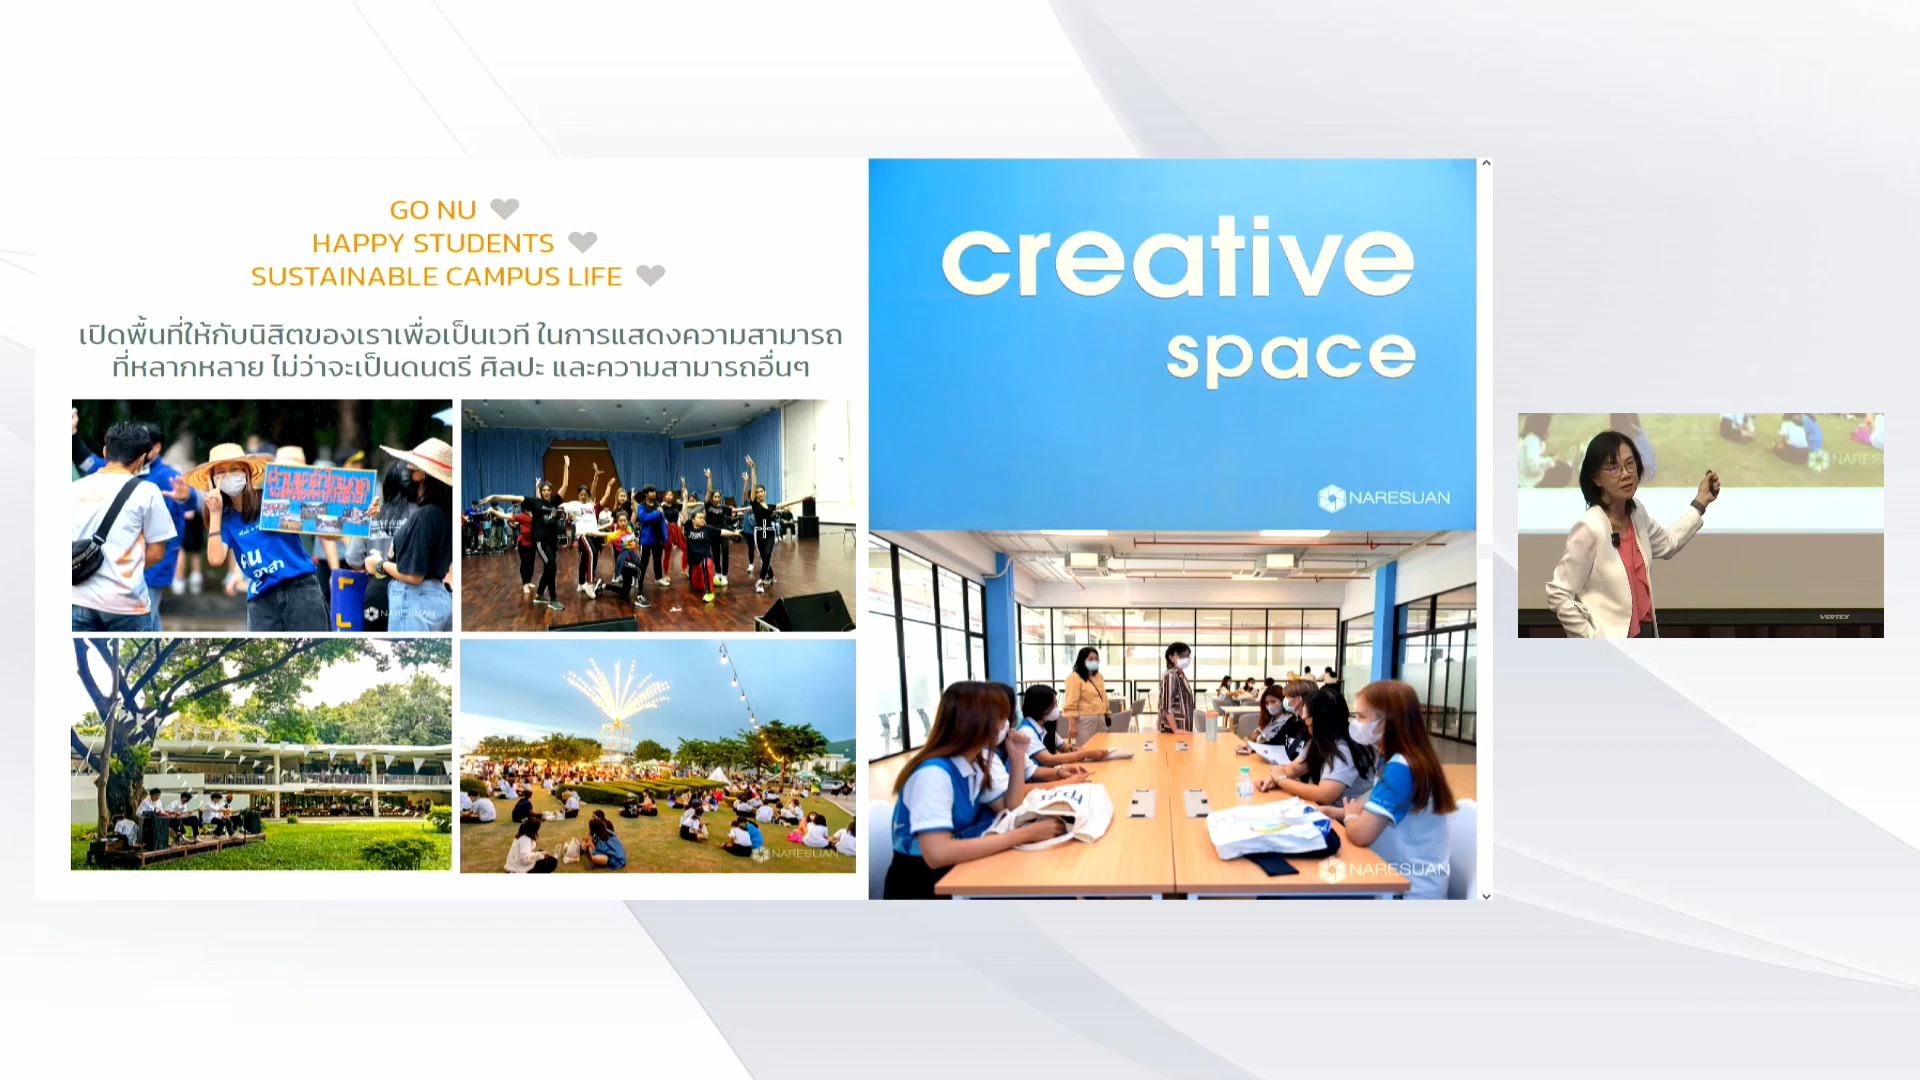 GO NU
HAPPY STUDENTS
SUSTAINABLE CAMPUS LIFE
เปิดพื้นที่ให้กับนิสิตของเราเพื่อเป็นเวที ในการแสดงความสามารถ
ที่หลากหลาย ไม่ว่าจะเป็นดนตรี ศิลปะ และความสามารถอื่นๆ
creative
space
NARESUAN
NARESUAN
NARESUAN
NARESUAN
VERTEX